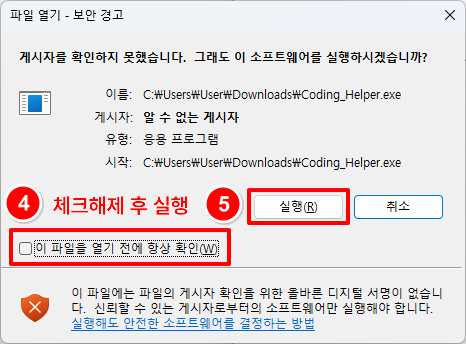 파일 열기 - 보안 경고
게시자를 확인하지 못했습니다. 그래도 이 소프트웨어를 실행하시겠습니까?
이름: C:₩Users₩User₩Downloads₩Coding_Helper.exe
게시자: 알 수 없는 게시자
유형: 응용 프로그램
시작: C:₩Users₩User₩Downloads₩Coding_Helper.exe
4 체크해제 후 실행 5 실행(R) 취소
이 파일을 열기 전에 항상 확인(W)
이 파일에는 파일의 게시자 확인을 위한 올바른 디지털 서명이 없습니
다. 신뢰할 수 있는 게시자로부터의 소프트웨어만 실행해야 합니다.
실행해도 안전한 소프트웨어를 결정하는 방법